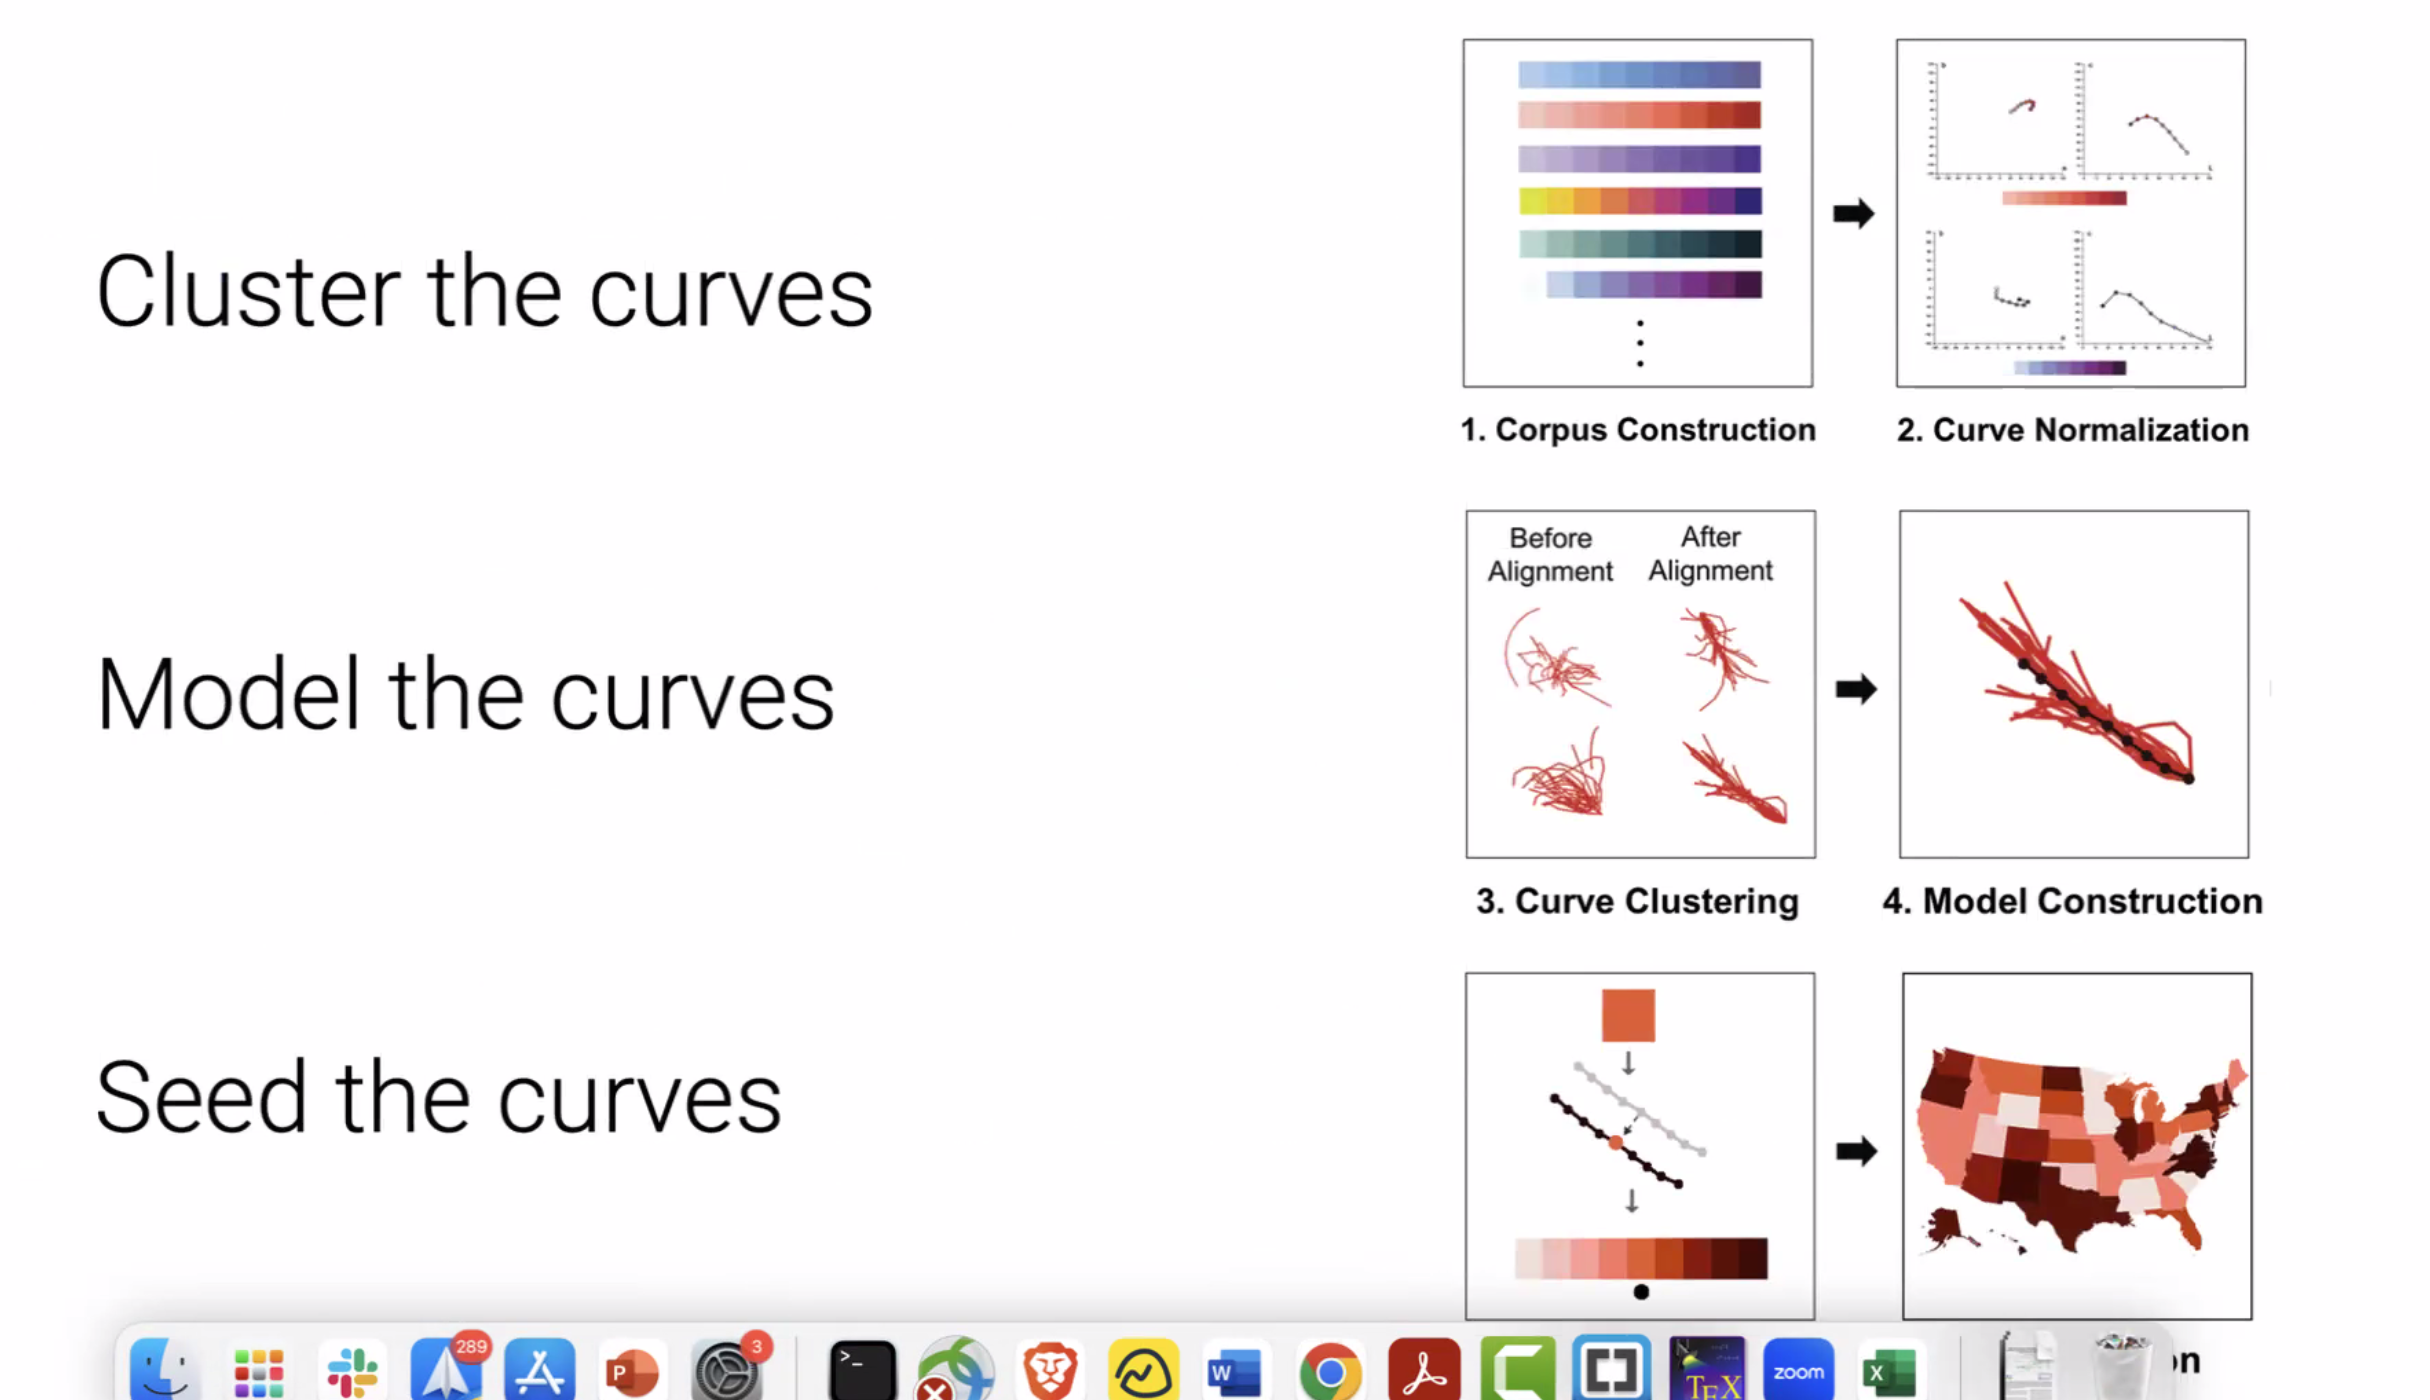 Cluster the curves
1. Corpus Construction
2. Curve Normalization
Model the curves
Before
Alignment
After
Alignment
3. Curve Clustering
4. Model Construction
Seed the curves
289
P
3
>_
W
TEX
zoom
X
on